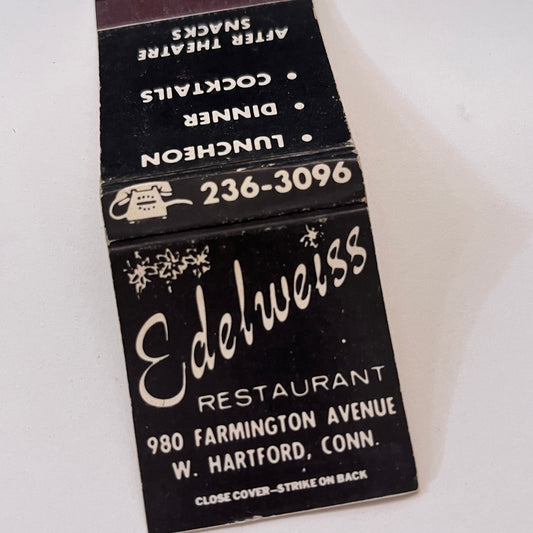 AFTER THEATRE
SNACKS
• COCKTAILS
• DINNER
• LUNCHEON
236-3096
Edelweiss
RESTAURANT
980 FARMINGTON AVENUE
W. HARTFORD, CONN.
CLOSE COVER—STRIKE ON BACK